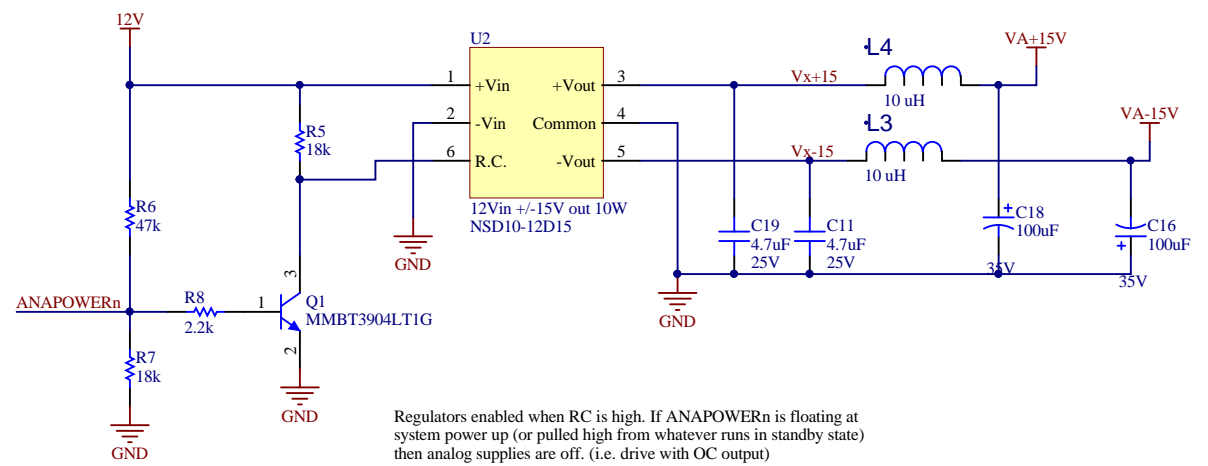 12V
U2
1
+Vin
+Vout
3
2
-Vin
Common
4
6
R.C.
-Vout
5
12Vin +/-15V out 10W
NSD10-12D15
R5
18k
R6
47k
GND
Vx+15
L4
10 uH
VA+15V
Vx-15
L3
10 uH
VA-15V
C19
4.7uF
25V
C11
4.7uF
25V
C18
100uF
35V
C16
100uF
35V
+
+
GND
ANAPOWERn
R8
2.2k
1
3
Q1
MMBT3904LT1G
2
R7
18k
GND
GND
Regulators enabled when RC is high. If ANAPOWERn is floating at
system power up (or pulled high from whatever runs in standby state)
then analog supplies are off. (i.e. drive with OC output)